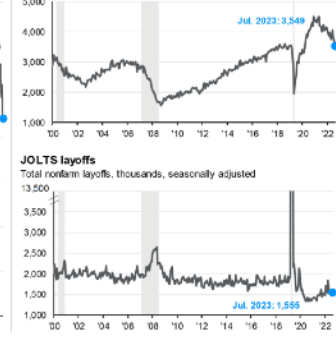 5,000
Jul. 2023: 3,549
4,000
3,000
2,000
1,000
'00 '02 '04 '06 '08 '10 '12 '14 '16 '18 '20 '22
JOLTS layoffs
Total nonfarm layoffs, thousands, seasonally adjusted
13,500
3,500
3,000
2,500
2,000
1,500
Jul. 2023: 1,555
1,000
'00 '02 '04 '06 '08 '10 '12 '14 '16 '18 '20 '22